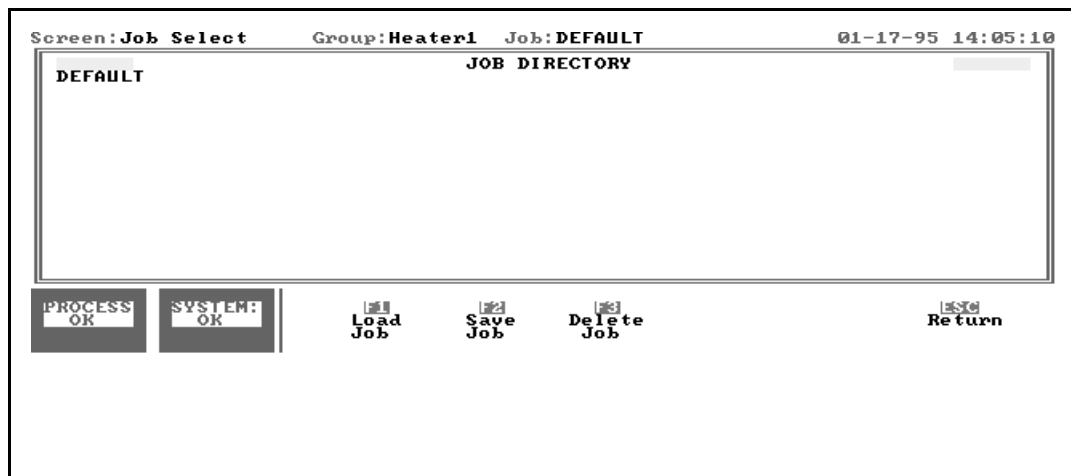 Screen:Job Select Group:Heater1 Job:DEFAULT 01-17-95 14:05:10
JOB DIRECTORY
DEFAULT
PROCESS SYSTEM: F1 F2 F3 ESC
OK OK Load Save Delete Return
Job Job Job